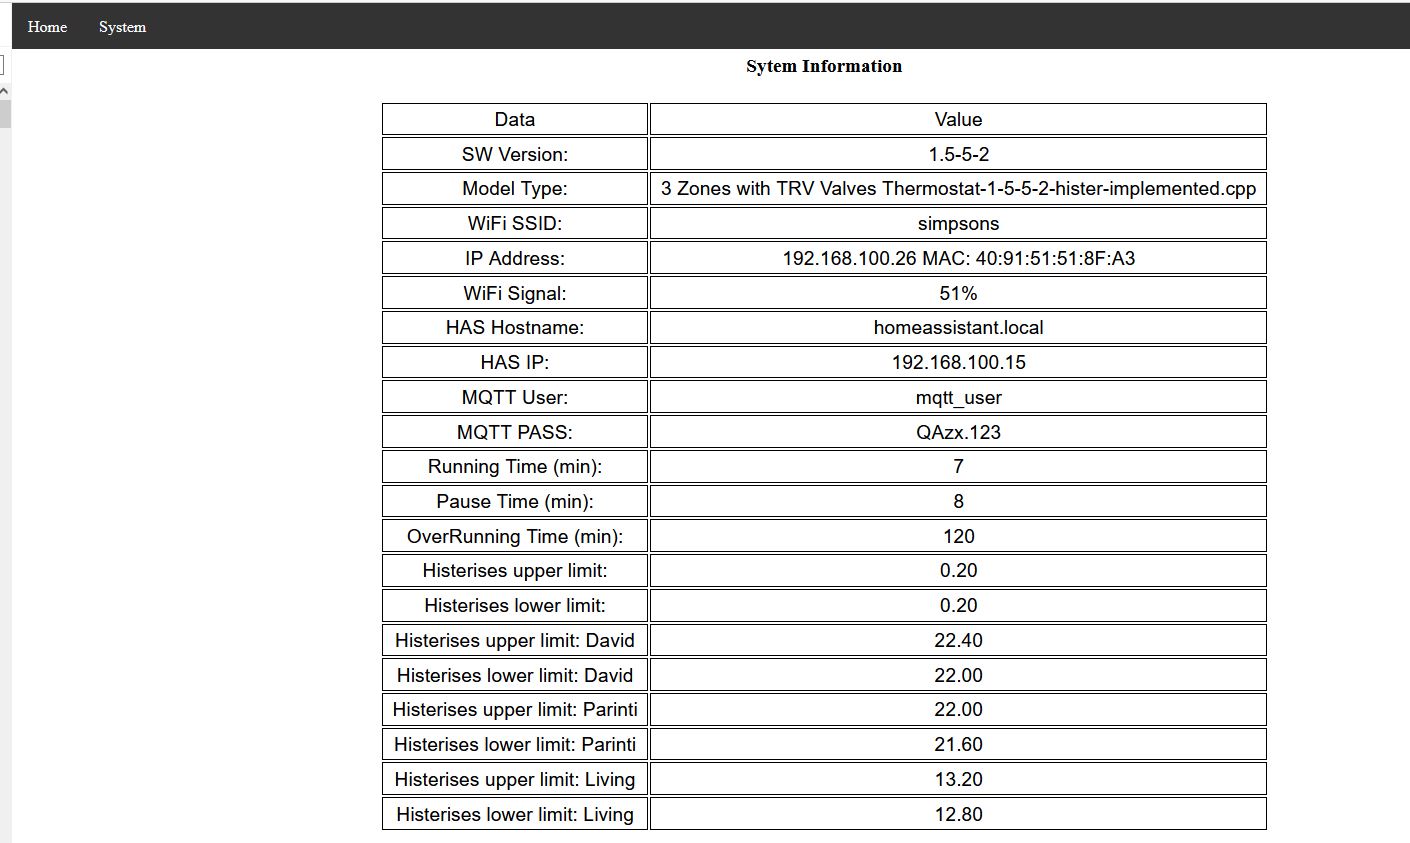 Home System
Sytem Information
Data Value
SW Version: 1.5-5-2
Model Type: 3 Zones with TRV Valves Thermostat-1-5-5-2-hister-implemented.cpp
WiFi SSID: simpsons
IP Address: 192.168.100.26 MAC: 40:91:51:51:8F:A3
WiFi Signal: 51%
HAS Hostname: homeassistant.local
HAS IP: 192.168.100.15
MQTT User: mqtt_user
MQTT PASS: QAzx.123
Running Time (min): 7
Pause Time (min): 8
OverRunning Time (min): 120
Histerises upper limit: 0.20
Histerises lower limit: 0.20
Histerises upper limit: David 22.40
Histerises lower limit: David 22.00
Histerises upper limit: Parinti 22.00
Histerises lower limit: Parinti 21.60
Histerises upper limit: Living 13.20
Histerises lower limit: Living 12.80